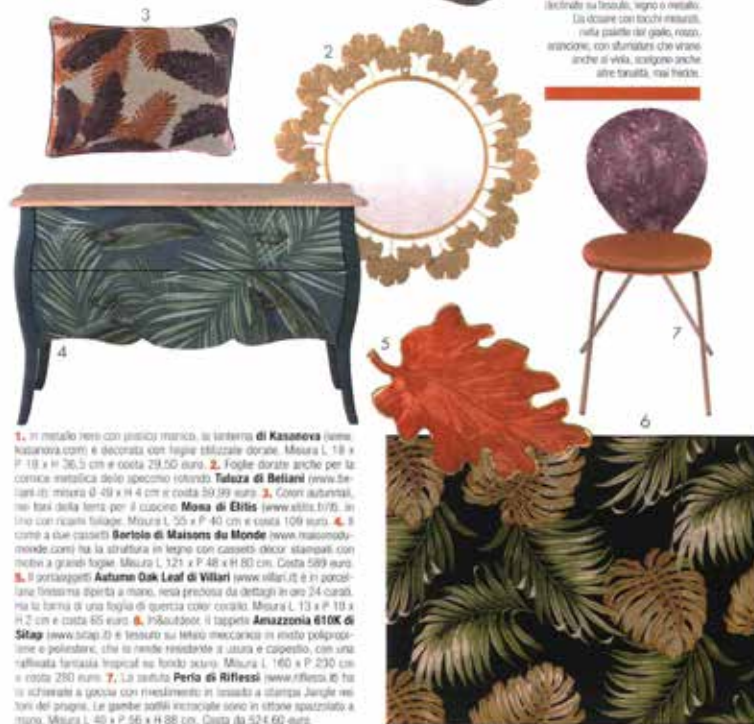 declinate su tessuto, legno o metallo.
Da dosare con tocchi misurati,
nella palette del giallo, rosso,
arancione, con sfumature che virano
anche al viola, scelgono anche
altre tonalità, mai fredde.
3
2
4
5
7
6
1. In metallo nero con pratico manico, la lanterna di Kasanova (www.
kasanova.com) è decorata con foglie stilizzate dorate. Misura L 18 x
P 18 x H 36,5 cm e costa 29,50 euro. 2. Foglie dorate anche per la
cornice metallica dello specchio rotondo Tuluza di Beliani (www.be-
liani.it): misura Ø 49 x H 4 cm e costa 59,99 euro. 3. Colori autunnali,
nei toni della terra per il cuscino Mona di Élitis (www.elitis.fr/it), in
lino con ricami foliage. Misura L 55 x P 40 cm e costa 109 euro. 4. Il
comò a due cassetti Bortolo di Maisons du Monde (www.maisonsdu-
monde.com) ha la struttura in legno con cassetti décor stampati con
motivi a grandi foglie. Misura L 121 x P 48 x H 80 cm. Costa 589 euro.
5. Il portaoggetti Autumn Oak Leaf di Villari (www.villari.it) è in porcel-
lana finissima dipinta a mano, resa preziosa da dettagli in oro 24 carati.
Ha la forma di una foglia di quercia color corallo. Misura L 13 x P 19 x
H 2 cm e costa 65 euro. 6. In&outdoor, il tappeto Amazzonia 610K di
Sitap (www.sitap.it) è tessuto su telaio meccanico in misto polipropi-
lene e poliestere, che lo rende resistente a usura e calpestio, con una
raffinata fantasia tropical su fondo scuro. Misura L 160 x P 230 cm
e costa 280 euro. 7. La seduta Perla di Riflessi (www.riflessi.it) ha
lo schienale a goccia con rivestimento in tessuto a stampa Jangle nei
toni del prugna. Le gambe sottili incrociate sono in ottone spazzolato a
mano. Misura L 40 x P 56 x H 88 cm. Costa da 524,60 euro.